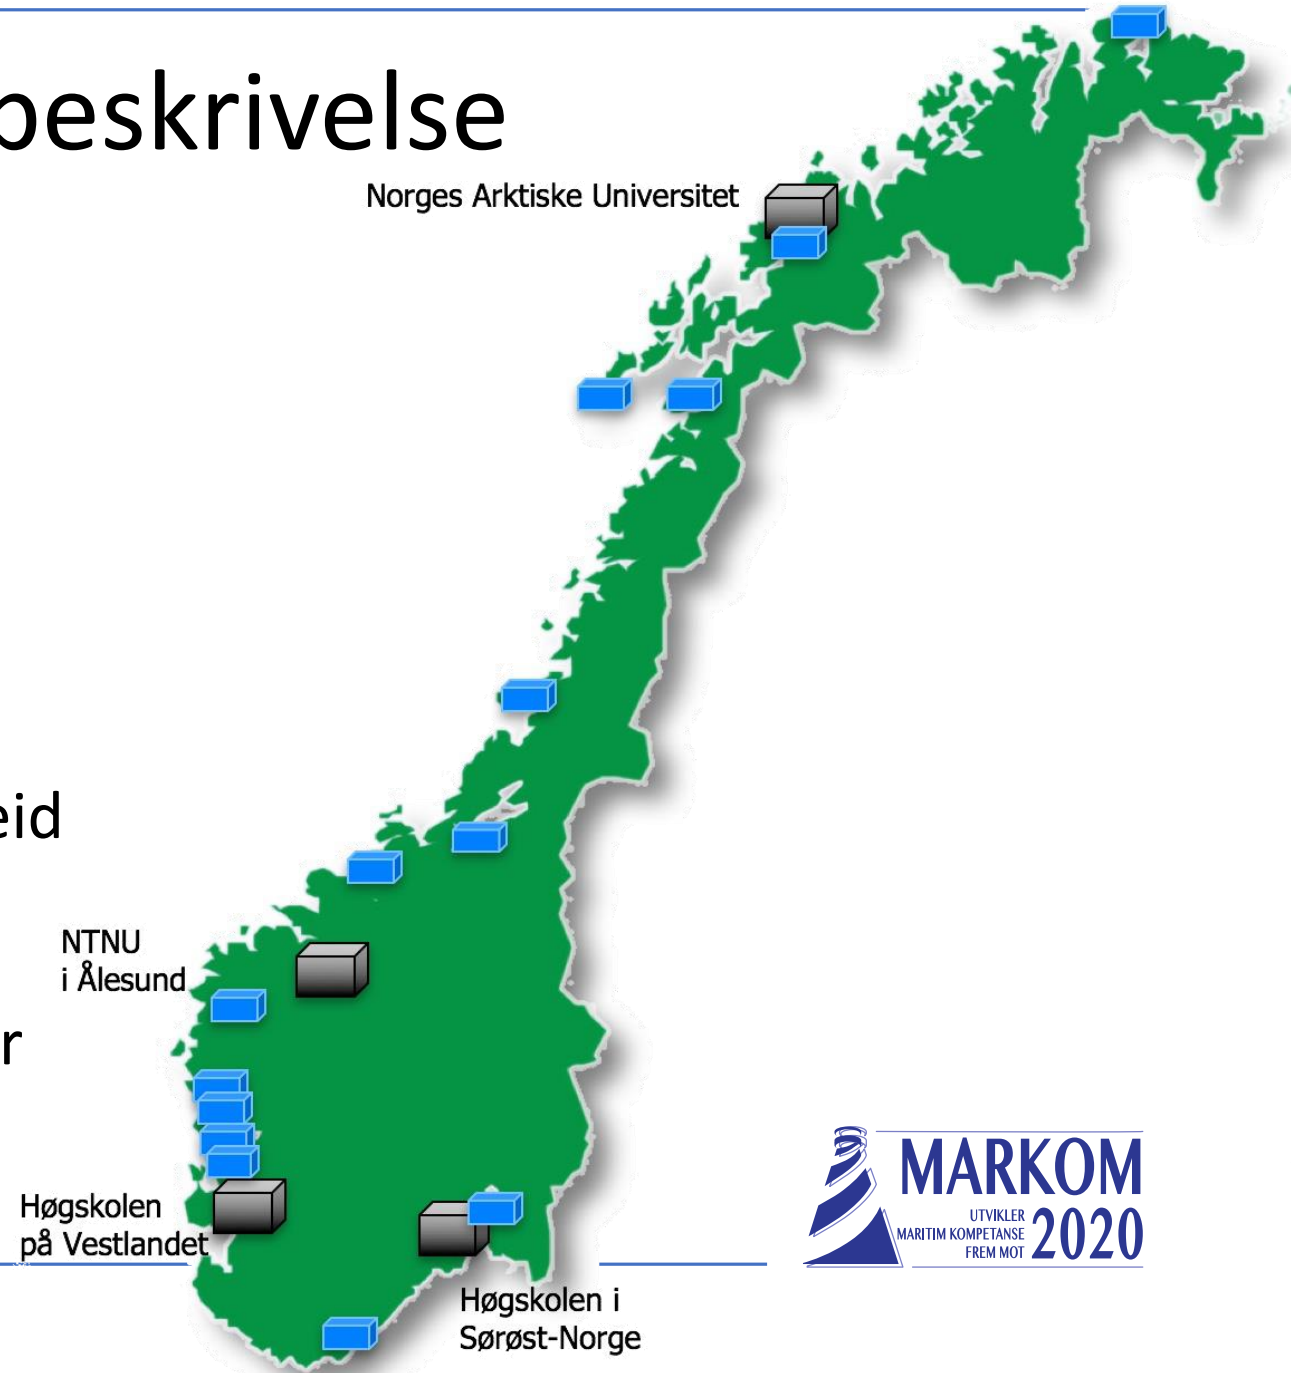 beskrivelse
Norges Arktiske Universitet
eid
NTNU
i Ålesund
r
Høgskolen
på Vestlandet
Høgskolen i
Sørøst-Norge
MARKOM
UTVIKLER
MARITIM KOMPETANSE
FREM MOT
2020